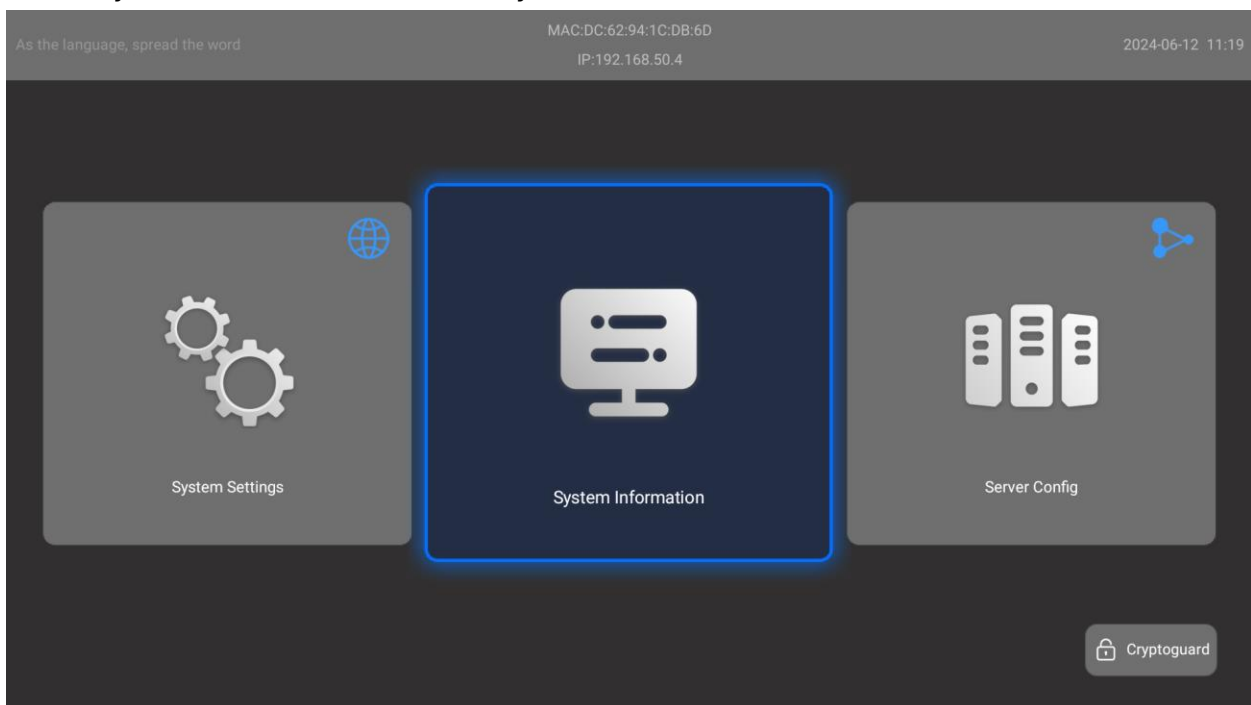 As the language, spread the word
MAC:DC:62:94:1C:DB:6D
IP:192.168.50.4
2024-06-12 11:19
System Settings
System Information
Server Config
Cryptoguard